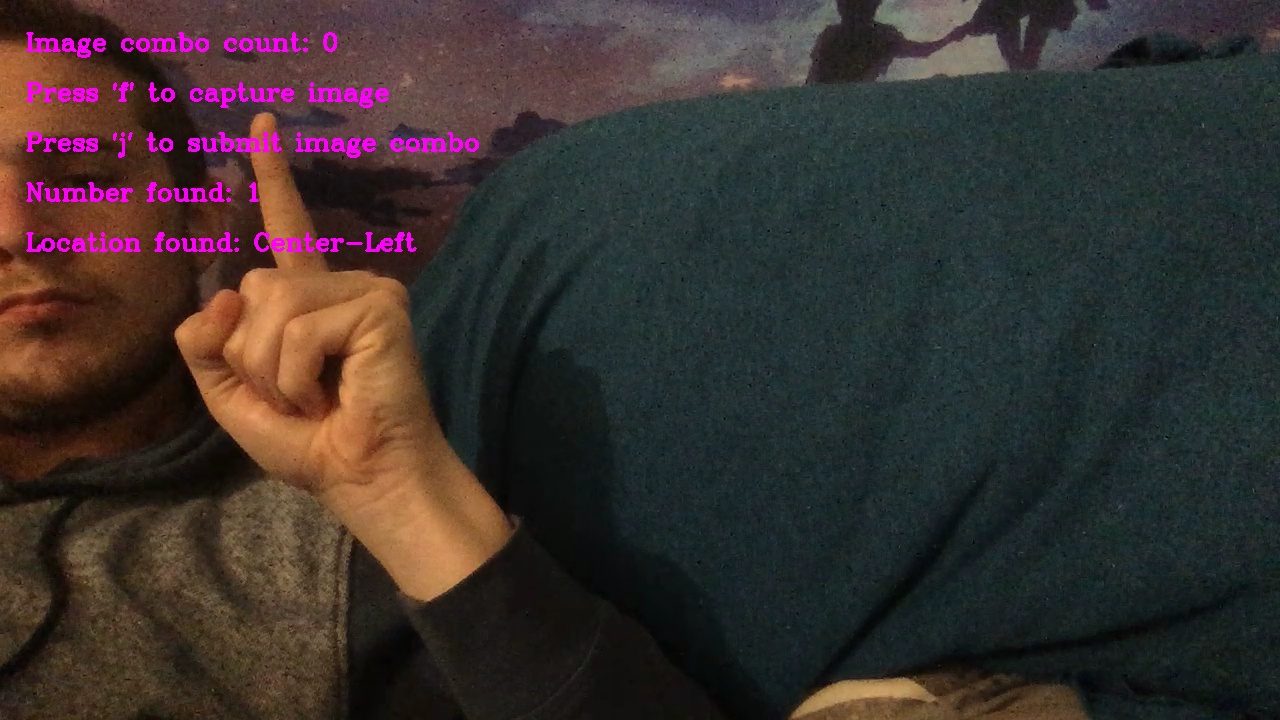 Image combo count: 0
Press 'f' to capture image
Press 'j' to submit image combo
Number found: 1
Location found: Center-Left